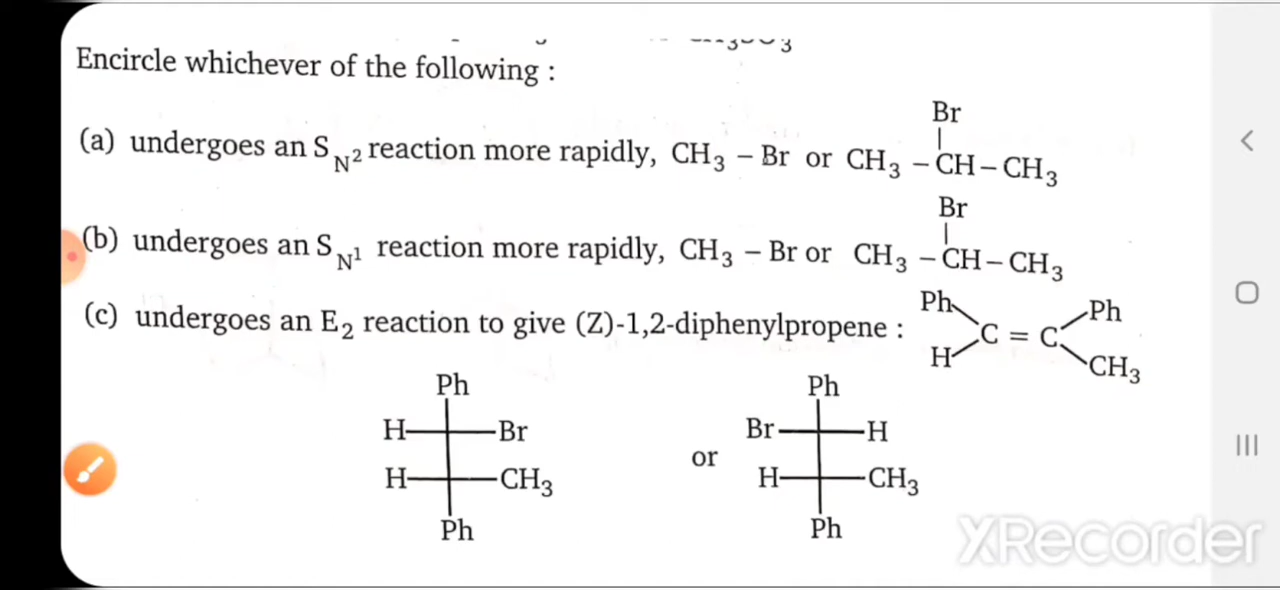 Encircle whichever of the following :
Br
(a) undergoes an SN2 reaction more rapidly, CH3 – Br or CH3 – CH – CH3
Br
(b) undergoes an SN1 reaction more rapidly, CH3 – Br or CH3 – CH – CH3
(c) undergoes an E2 reaction to give (Z)-1,2-diphenylpropene :
Ph Ph
C = C
H CH3
Ph Ph
H Br or Br H
H CH3 H CH3
Ph Ph
XRecorder